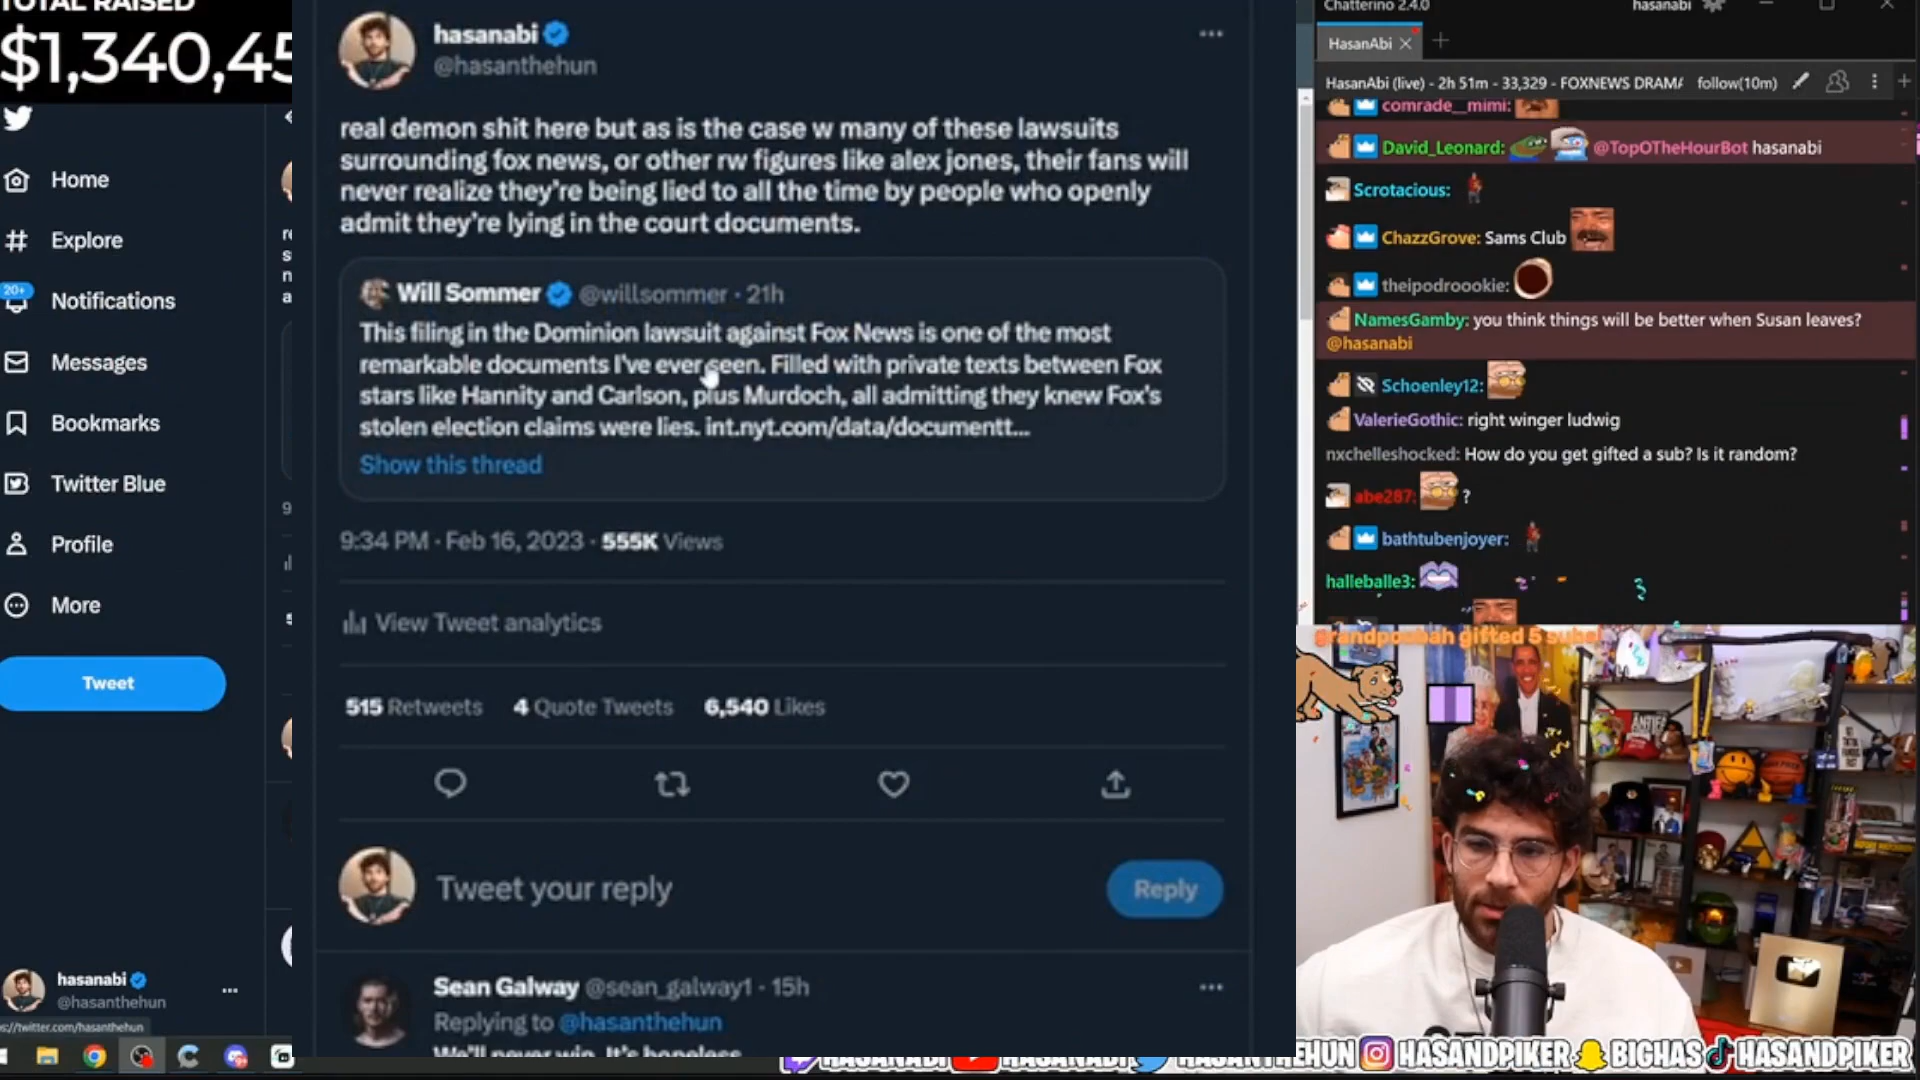 TOTAL RAISED
$1,340,45
Home
Explore
20+
Notifications
Messages
Bookmarks
Twitter Blue
Profile
More
Tweet
hasanabi
@hasanthehun
s://twitter.com/hasanthehun
hasanabi
@hasanthehun
real demon shit here but as is the case w many of these lawsuits
surrounding fox news, or other rw figures like alex jones, their fans will
never realize they're being lied to all the time by people who openly
admit they're lying in the court documents.
Will Sommer @willsommer · 21h
This filing in the Dominion lawsuit against Fox News is one of the most
remarkable documents I've ever seen. Filled with private texts between Fox
stars like Hannity and Carlson, plus Murdoch, all admitting they knew Fox's
stolen election claims were lies. int.nyt.com/data/documentt...
Show this thread
9:34 PM · Feb 16, 2023 · 555K Views
View Tweet analytics
515 Retweets 4 Quote Tweets 6,540 Likes
Tweet your reply
Reply
Sean Galway @sean_galway1 · 15h
Replying to @hasanthehun
We'll never win. It's hopeless
Chatterino 2.4.0 hasanabi
HasanAbi
HasanAbi (live) - 2h 51m - 33,329 - FOXNEWS DRAMA follow(10m)
comrade__mimi:
David_Leonard: @TopOTheHourBot hasanabi
Scrotacious:
ChazzGrove: Sams Club
theipodroookie:
NamesGamby: you think things will be better when Susan leaves?
@hasanabi
Schoenley12:
ValerieGothic: right winger ludwig
nxchelleshocked: How do you get gifted a sub? Is it random?
abe287: ?
bathtubenjoyer:
halleballe3:
grandpoobah gifted 5 subs!
HASANABI HASANABI HASANTHEHUN HASANDPIKER BIGHAS HASANDPIKER